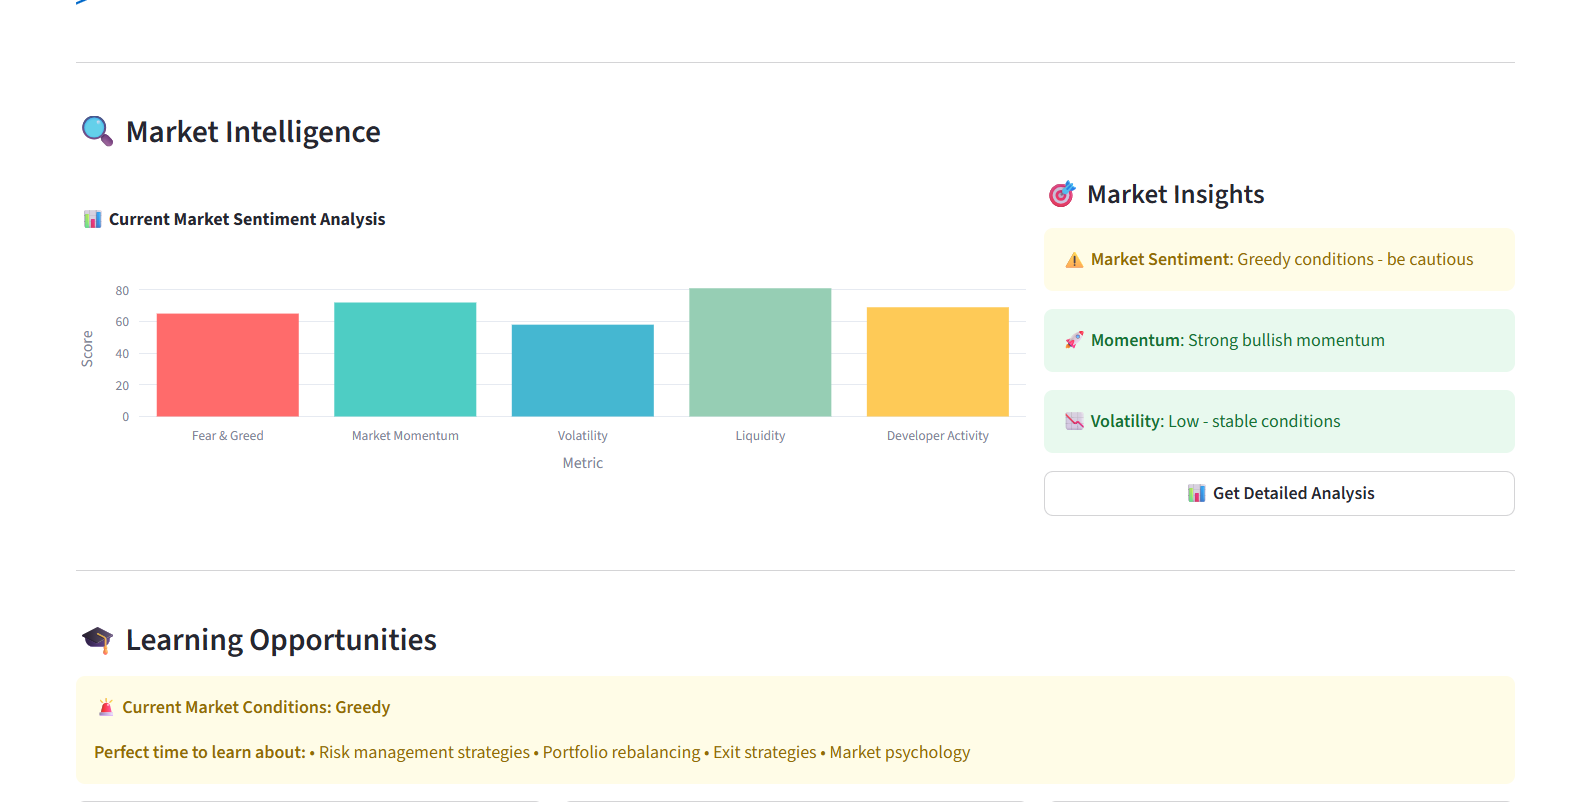 Market Intelligence
Current Market Sentiment Analysis
80
60
40
20
0
Score
Fear & Greed
Market Momentum
Volatility
Liquidity
Developer Activity
Metric
Market Insights
Market Sentiment: Greedy conditions - be cautious
Momentum: Strong bullish momentum
Volatility: Low - stable conditions
Get Detailed Analysis
Learning Opportunities
Current Market Conditions: Greedy
Perfect time to learn about: • Risk management strategies • Portfolio rebalancing • Exit strategies • Market psychology